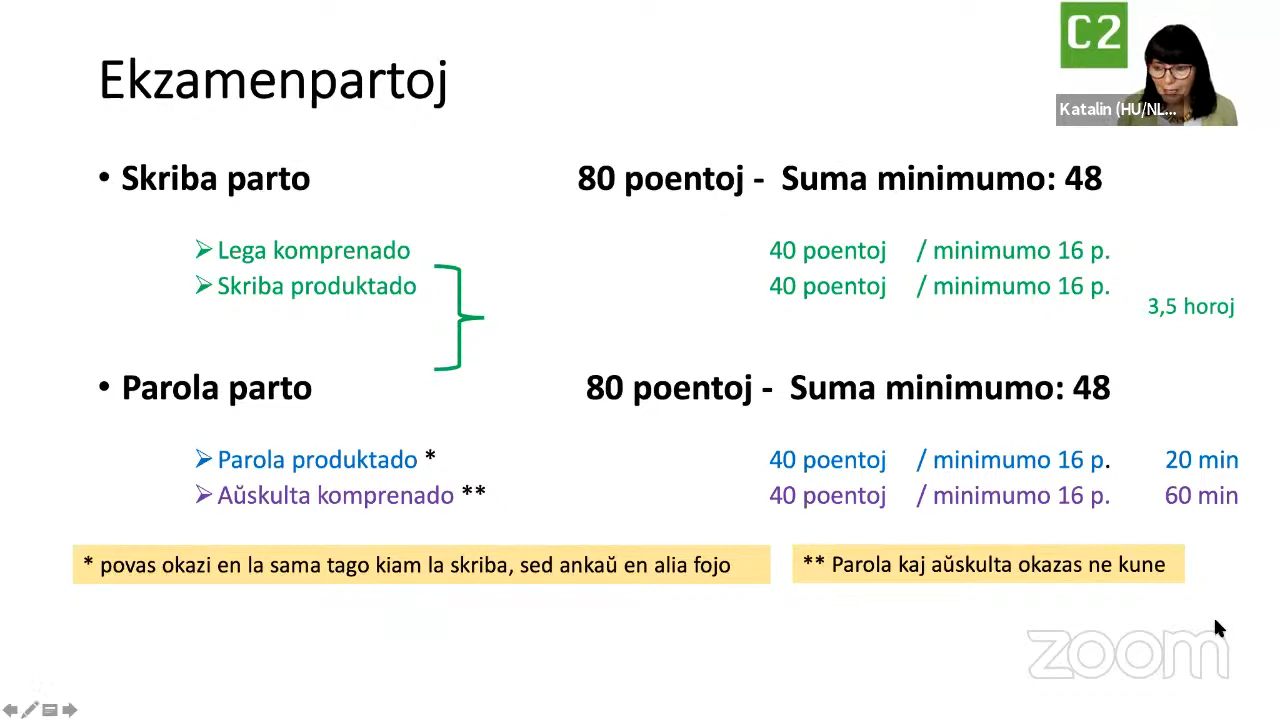 C2
Katalin (HU/NL...
Ekzamenpartoj
• Skriba parto 80 poentoj - Suma minimumo: 48
➢ Lega komprenado 40 poentoj / minimumo 16 p.
➢ Skriba produktado 40 poentoj / minimumo 16 p.
3,5 horoj
• Parola parto 80 poentoj - Suma minimumo: 48
➢ Parola produktado * 40 poentoj / minimumo 16 p. 20 min
➢ Aŭskulta komprenado ** 40 poentoj / minimumo 16 p. 60 min
* povas okazi en la sama tago kiam la skriba, sed ankaŭ en alia fojo
** Parola kaj aŭskulta okazas ne kune
zoom